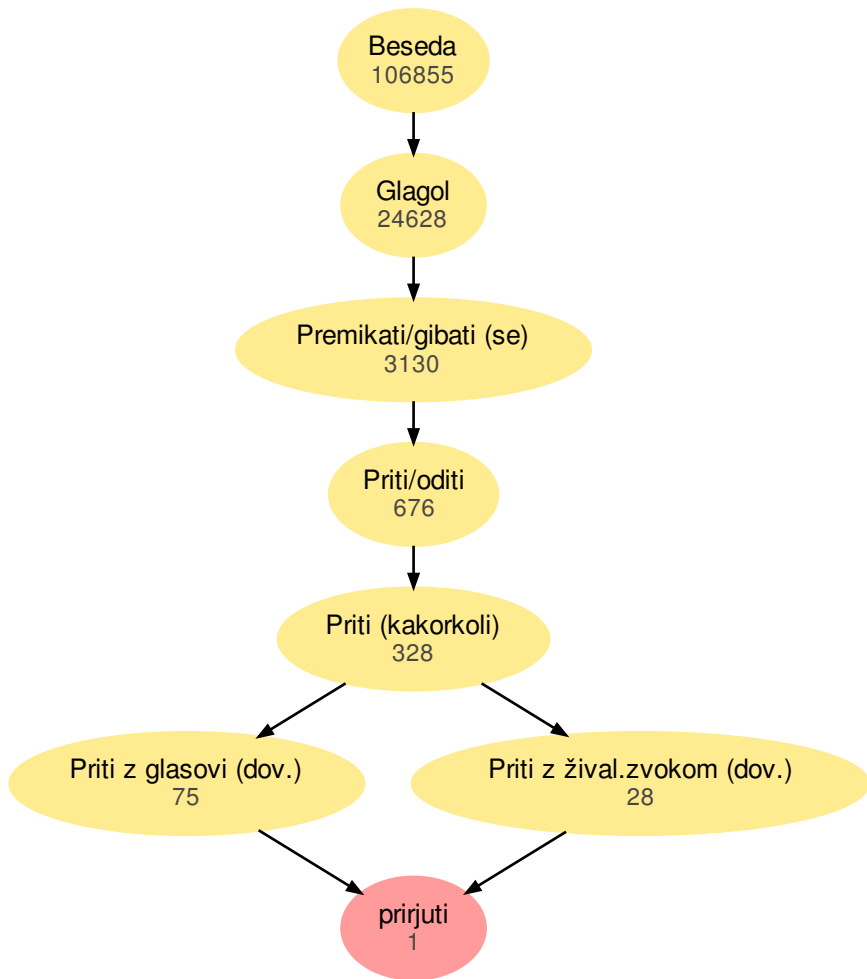 Beseda
106855
Glagol
24628
Premikati/gibati (se)
3130
Priti/oditi
676
Priti (kakorkoli)
328
Priti z glasovi (dov.)
75
Priti z žival.zvokom (dov.)
28
prirjuti
1